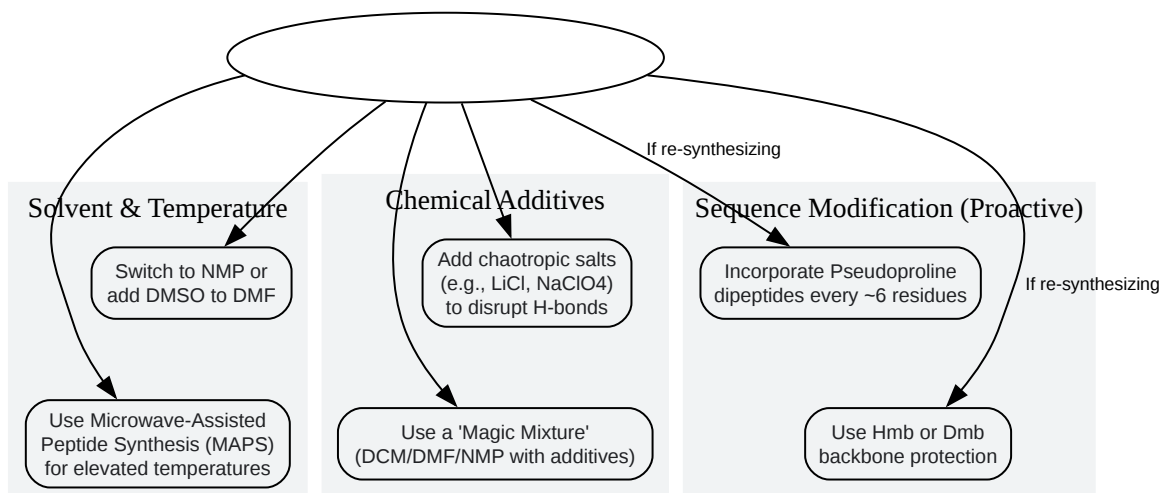 If re-synthesizing
Solvent & Temperature
Chemical Additives
Sequence Modification (Proactive)
Switch to NMP or
add DMSO to DMF
Add chaotropic salts
(e.g., LiCl, NaClO4)
to disrupt H-bonds
Incorporate Pseudoproline
dipeptides every ~6 residues
If re-synthesizing
Use Microwave-Assisted
Peptide Synthesis (MAPS)
for elevated temperatures
Use a 'Magic Mixture'
(DCM/DMF/NMP with additives)
Use Hmb or Dmb
backbone protection